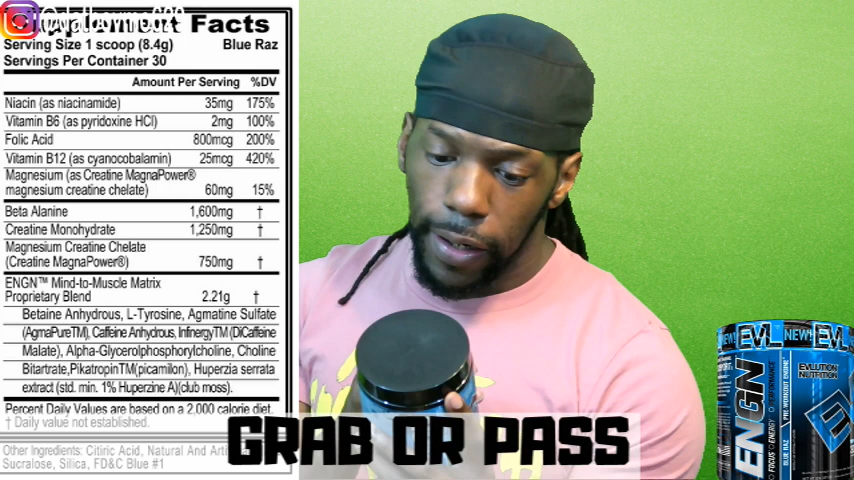 Supplement Facts
Serving Size 1 scoop (8.4g) Blue Raz
Servings Per Container 30
Amount Per Serving %DV
Niacin (as niacinamide) 35mg 175%
Vitamin B6 (as pyridoxine HCl) 2mg 100%
Folic Acid 800mcg 200%
Vitamin B12 (as cyanocobalamin) 25mcg 420%
Magnesium (as Creatine MagnaPower®
magnesium creatine chelate) 60mg 15%
Beta Alanine 1,600mg †
Creatine Monohydrate 1,250mg †
Magnesium Creatine Chelate
(Creatine MagnaPower®) 750mg †
ENGN™ Mind-to-Muscle Matrix
Proprietary Blend 2.21g †
Betaine Anhydrous, L-Tyrosine, Agmatine Sulfate
(AgmaPureTM), Caffeine Anhydrous, InfinergyTM (DiCaffeine
Malate), Alpha-Glycerolphosphorylcholine, Choline
Bitartrate,PikatropinTM(picamilon), Huperzia serrata
extract (std. min. 1% Huperzine A)(club moss).
Percent Daily Values are based on a 2,000 calorie diet.
† Daily value not established.
Other Ingredients: Citiric Acid, Natural And
Sucralose, Silica, FD&C Blue #1
GRAB OR PASS
NEW! EVL NEW! EVL
EVLUTION
NUTRITION
ENGN
PRE-WORKOUT ENGINE
FOCUS ENERGY PERFORMANCE
BLUE RAZ